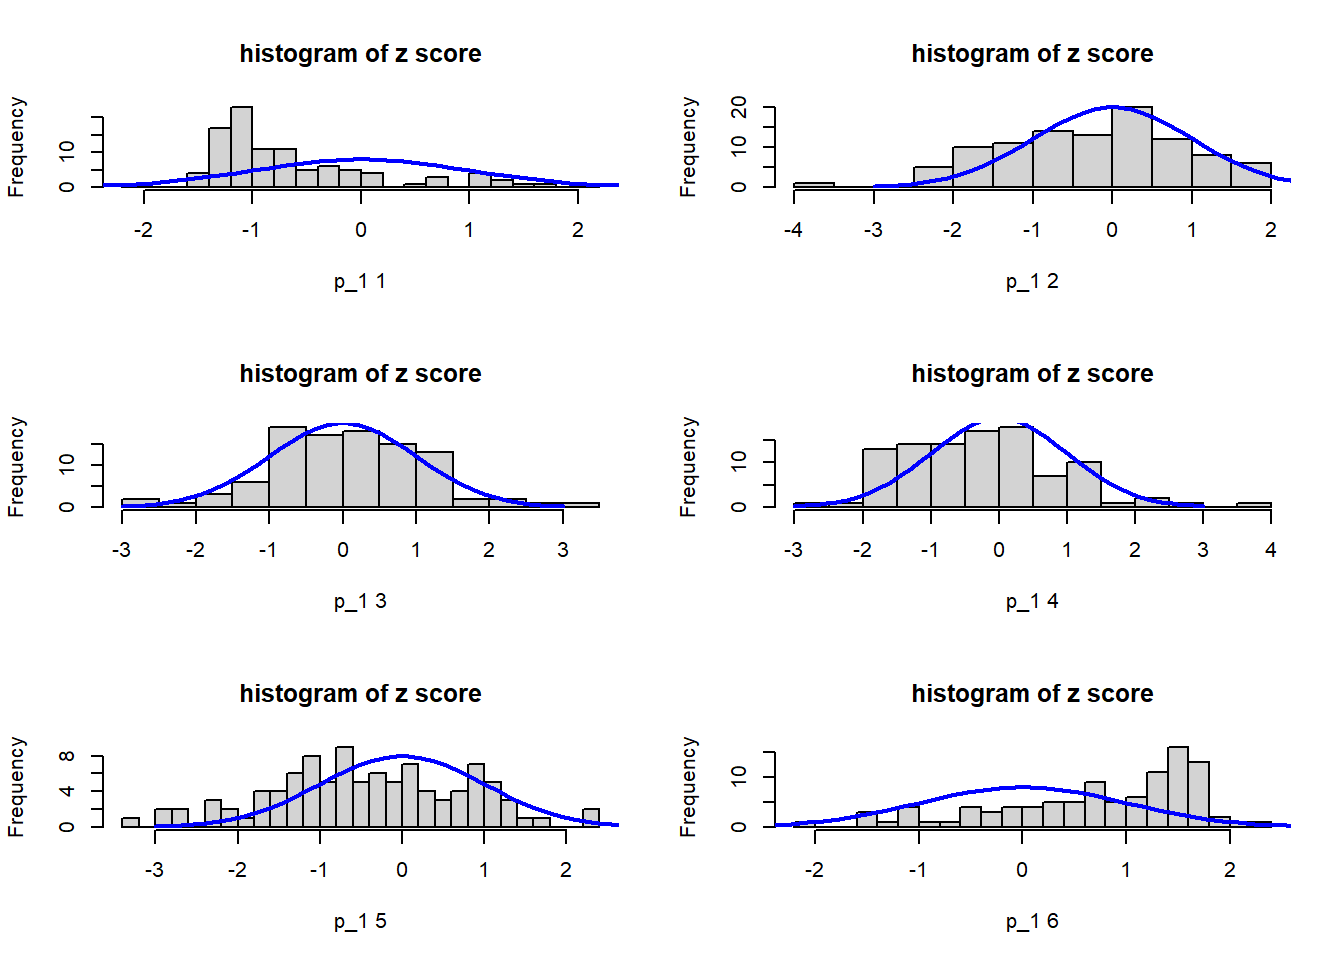 histogram of z score
Frequency
0 10
-2 -1 0 1 2
p_1 1
histogram of z score
Frequency
0 10 20
-4 -3 -2 -1 0 1 2
p_1 2
histogram of z score
Frequency
0 10
-3 -2 -1 0 1 2 3
p_1 3
histogram of z score
Frequency
0 10
-3 -2 -1 0 1 2 3 4
p_1 4
histogram of z score
Frequency
0 4 8
-3 -2 -1 0 1 2
p_1 5
histogram of z score
Frequency
0 10
-2 -1 0 1 2
p_1 6